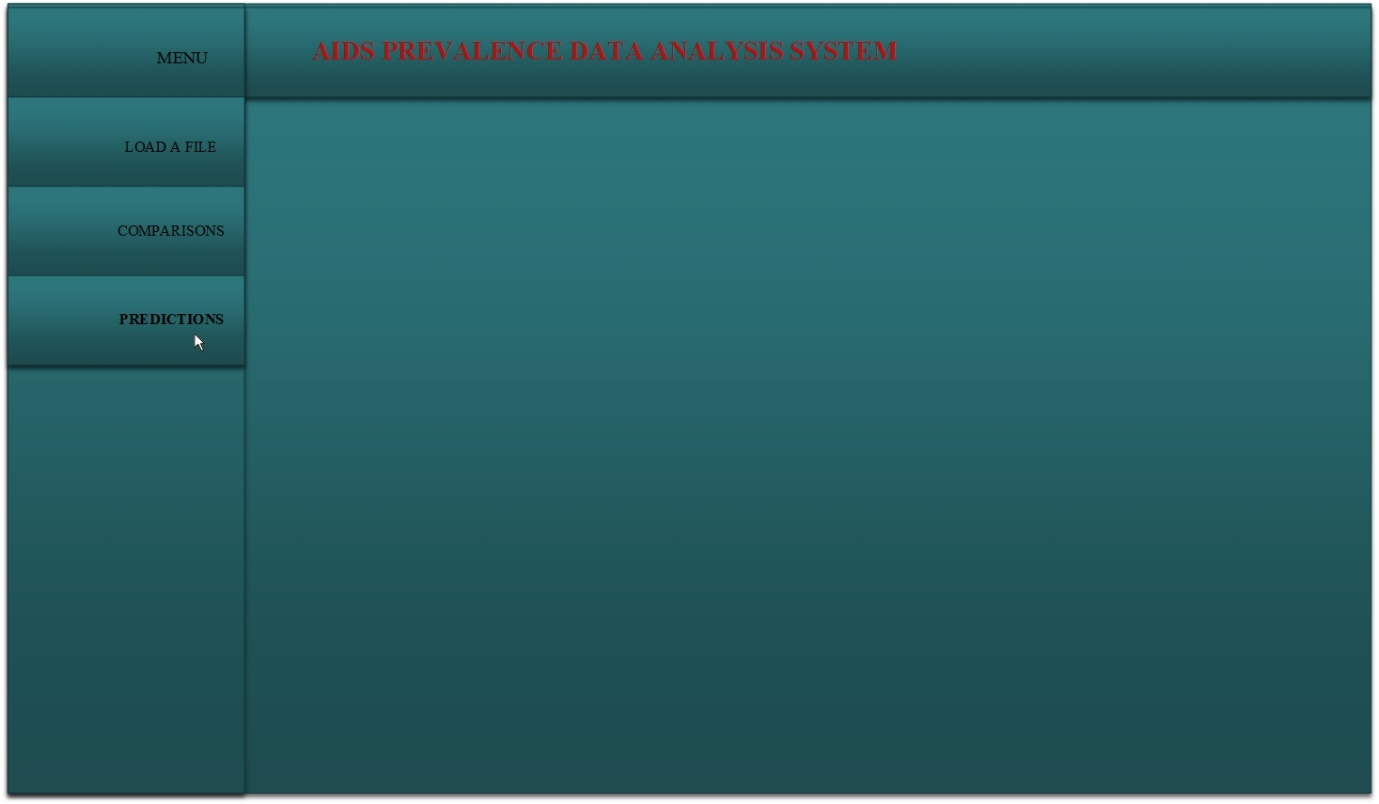 MENU
AIDS PREVALENCE DATA ANALYSIS SYSTEM
LOAD A FILE
COMPARISONS
PREDICTIONS